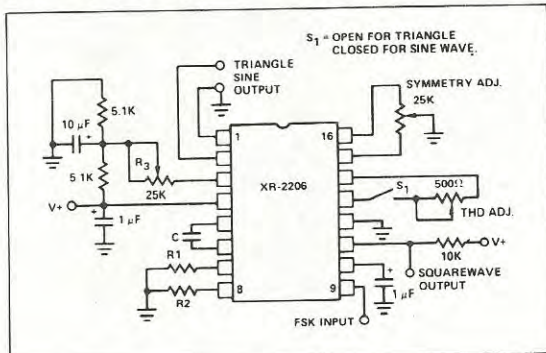 S1 = OPEN FOR TRIANGLE
CLOSED FOR SINE WAVE.
TRIANGLE
SINE
OUTPUT
SYMMETRY ADJ.
25K
5.1K
10 µF
+
R3
5.1K
25K
V+
+
1 µF
C
R1
R2
1
8
XR-2206
16
9
S1
500Ω
THD ADJ.
V+
10K
SQUAREWAVE
OUTPUT
+
1 µF
FSK INPUT